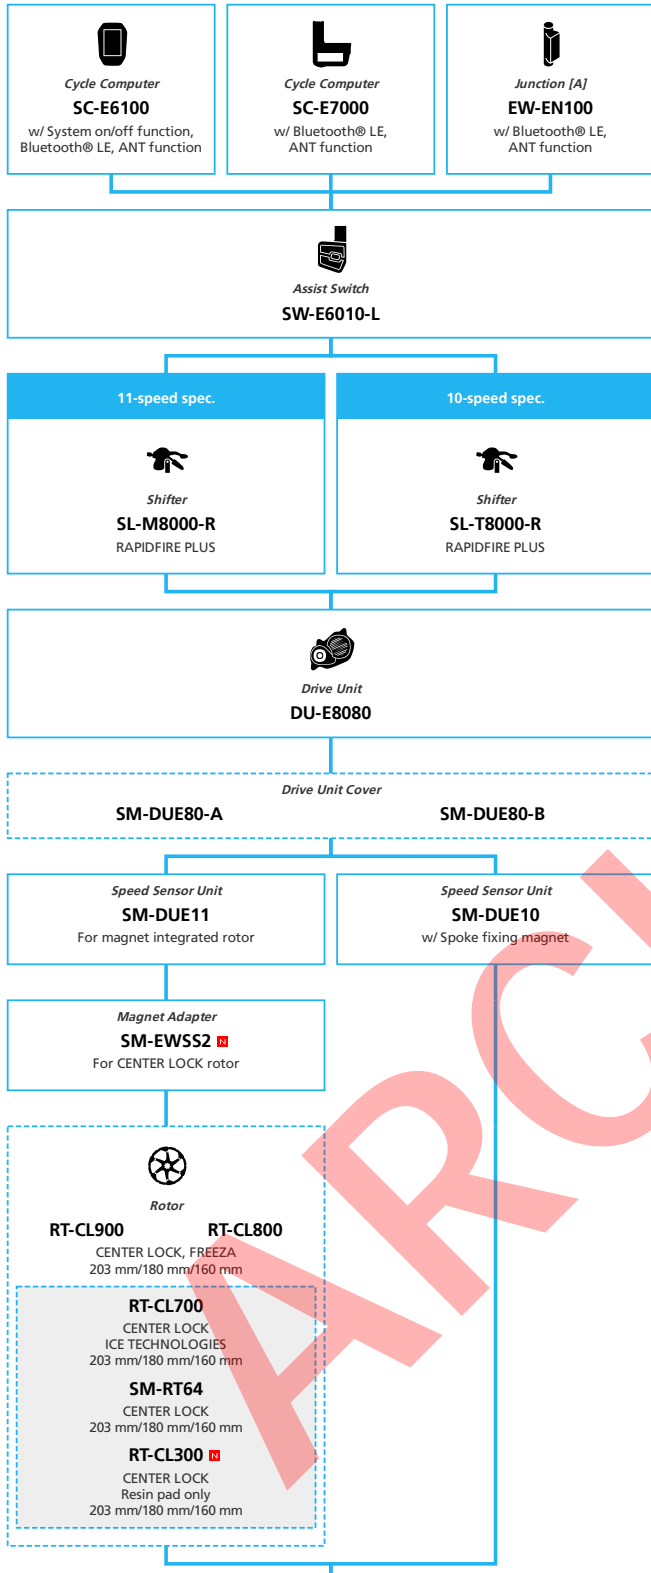 Cycle Computer
SC-E6100
w/ System on/off function,
Bluetooth® LE, ANT function
Cycle Computer
SC-E7000
w/ Bluetooth® LE,
ANT function
Junction [A]
EW-EN100
w/ Bluetooth® LE,
ANT function
Assist Switch
SW-E6010-L
11-speed spec.
Shifter
SL-M8000-R
RAPIDFIRE PLUS
10-speed spec.
Shifter
SL-T8000-R
RAPIDFIRE PLUS
Drive Unit
DU-E8080
Drive Unit Cover
SM-DUE80-A
SM-DUE80-B
Speed Sensor Unit
SM-DUE11
For magnet integrated rotor
Speed Sensor Unit
SM-DUE10
w/ Spoke fixing magnet
Magnet Adapter
SM-EWSS2 N
For CENTER LOCK rotor
Rotor
RT-CL900 RT-CL800
CENTER LOCK, FREEZA
203 mm/180 mm/160 mm
RT-CL700
CENTER LOCK
ICE TECHNOLOGIES
203 mm/180 mm/160 mm
SM-RT64
CENTER LOCK
203 mm/180 mm/160 mm
RT-CL300 N
CENTER LOCK
Resin pad only
203 mm/180 mm/160 mm